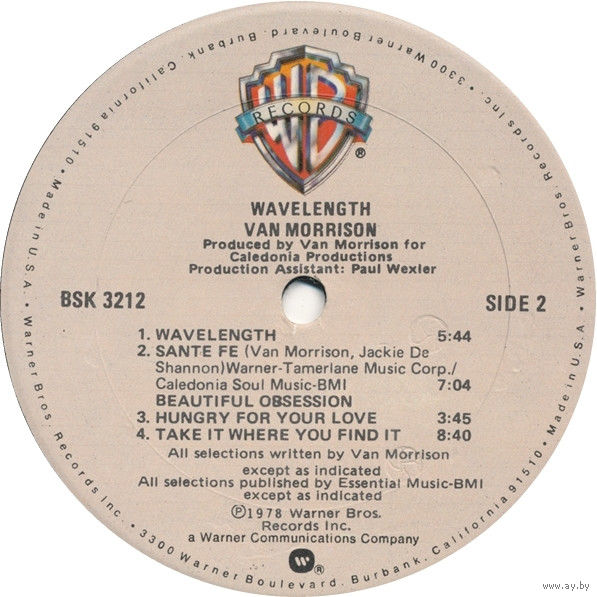 3300 Warner Boulevard, Burbank, California 91510 • Made in U.S.A. • Warner Bros. Records Inc. • 3300 Warner Boulevard, Burbank, California 91510 • Made in U.S.A. • Warner Bros. Records Inc. •
WB
RECORDS
®
WAVELENGTH
VAN MORRISON
Produced by Van Morrison for
Caledonia Productions
Production Assistant: Paul Wexler
BSK 3212
SIDE 2
1. WAVELENGTH 5:44
2. SANTE FE (Van Morrison, Jackie De
Shannon)Warner-Tamerlane Music Corp./
Caledonia Soul Music-BMI 7:04
BEAUTIFUL OBSESSION
3. HUNGRY FOR YOUR LOVE 3:45
4. TAKE IT WHERE YOU FIND IT 8:40
All selections written by Van Morrison
except as indicated
All selections published by Essential Music-BMI
except as indicated
℗1978 Warner Bros.
Records Inc.
a Warner Communications Company
®
www.ay.by